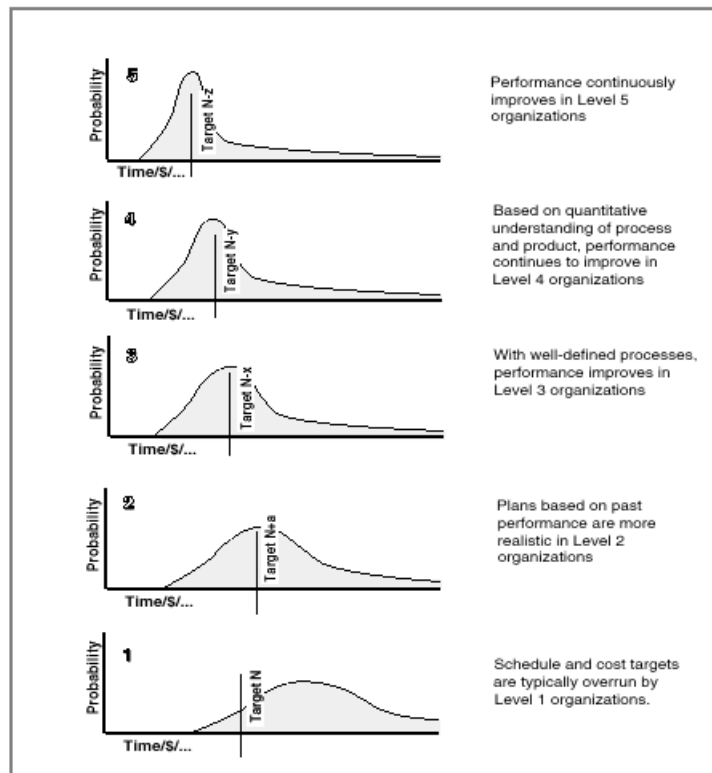 5
Probability
Target N-z
Time/$/...
Performance continuously
improves in Level 5
organizations
4
Probability
Target N-y
Time/$/...
Based on quantitative
understanding of process
and product, performance
continues to improve in
Level 4 organizations
3
Probability
Target N-x
Time/$/...
With well-defined processes,
performance improves in
Level 3 organizations
2
Probability
Target N+a
Time/$/...
Plans based on past
performance are more
realistic in Level 2
organizations
1
Probability
Target N
Time/$/...
Schedule and cost targets
are typically overrun by
Level 1 organizations.